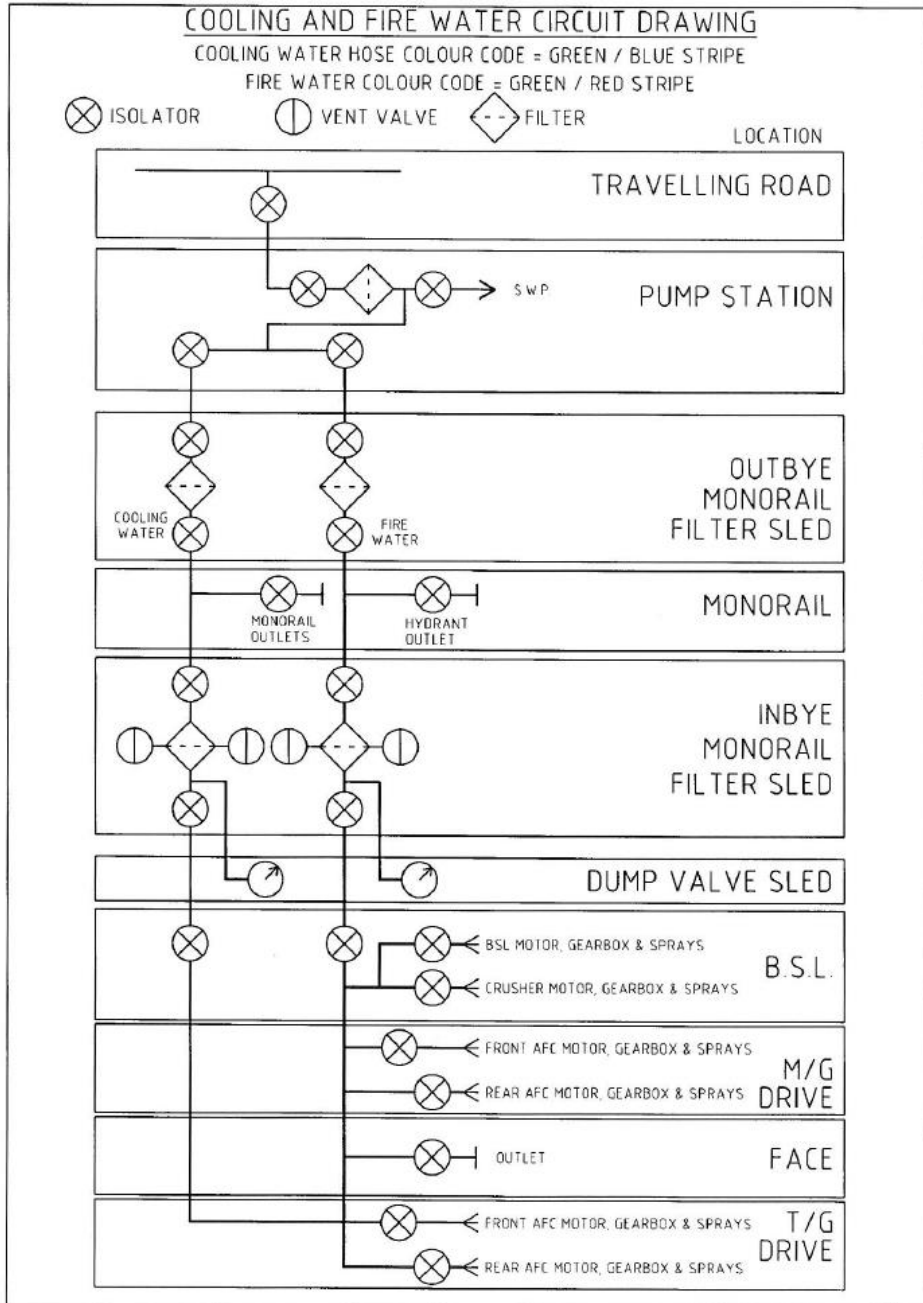 COOLING AND FIRE WATER CIRCUIT DRAWING
COOLING WATER HOSE COLOUR CODE = GREEN / BLUE STRIPE
FIRE WATER COLOUR CODE = GREEN / RED STRIPE
ISOLATOR
VENT VALVE
FILTER
LOCATION
TRAVELLING ROAD
SWP
PUMP STATION
OUTBYE
MONORAIL
FILTER SLED
COOLING
WATER
FIRE
WATER
MONORAIL
OUTLETS
HYDRANT
OUTLET
MONORAIL
INBYE
MONORAIL
FILTER SLED
DUMP VALVE SLED
BSL MOTOR, GEARBOX & SPRAYS
CRUSHER MOTOR, GEARBOX & SPRAYS
B.S.L.
FRONT AFC MOTOR, GEARBOX & SPRAYS
REAR AFC MOTOR, GEARBOX & SPRAYS
M/G
DRIVE
OUTLET
FACE
FRONT AFC MOTOR, GEARBOX & SPRAYS
REAR AFC MOTOR, GEARBOX & SPRAYS
T/G
DRIVE